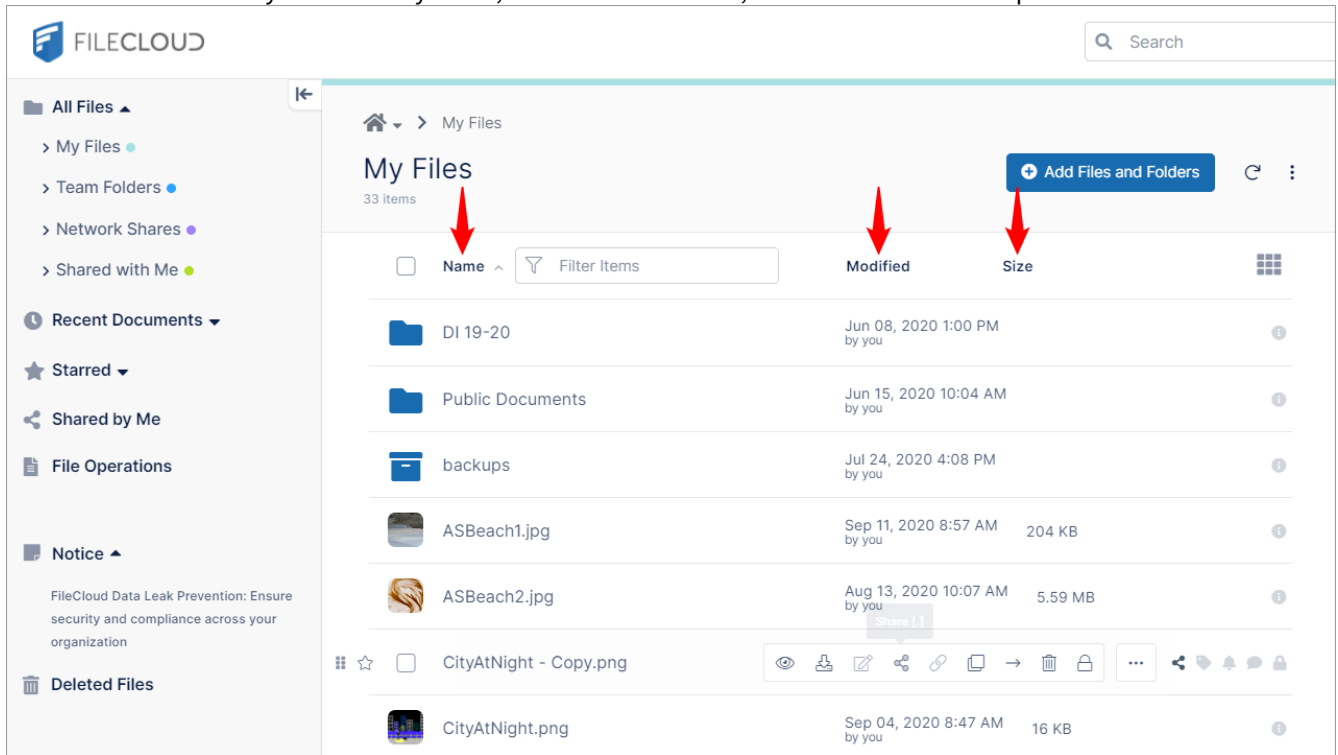 FILECLOUD
Search
All Files
My Files
Team Folders
Network Shares
Shared with Me
Recent Documents
Starred
Shared by Me
File Operations
Notice
FileCloud Data Leak Prevention: Ensure
security and compliance across your
organization
Deleted Files
My Files
My Files
33 items
Add Files and Folders
Name Filter Items Modified Size
DI 19-20 Jun 08, 2020 1:00 PM
by you
Public Documents Jun 15, 2020 10:04 AM
by you
backups Jul 24, 2020 4:08 PM
by you
ASBeach1.jpg Sep 11, 2020 8:57 AM 204 KB
by you
ASBeach2.jpg Aug 13, 2020 10:07 AM 5.59 MB
by you
Share [.]
CityAtNight - Copy.png
CityAtNight.png Sep 04, 2020 8:47 AM 16 KB
by you